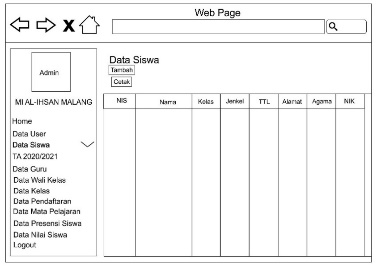 Web Page
Admin
MI AL-IHSAN MALANG
Home
Data User
Data Siswa
TA 2020/2021
Data Guru
Data Wali Kelas
Data Kelas
Data Pendaftaran
Data Mata Pelajaran
Data Presensi Siswa
Data Nilai Siswa
Logout
Data Siswa
Tambah
Cetak
NIS Nama Kelas Jenkel TTL Alamat Agama NIK